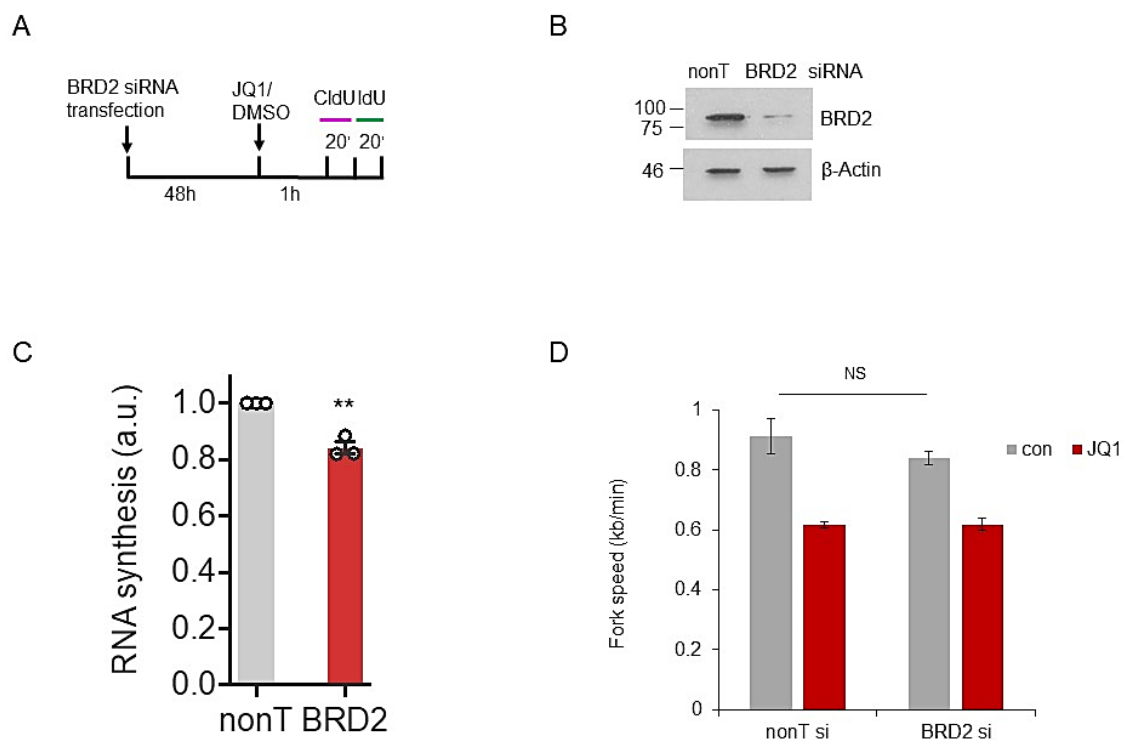 A
BRD2 siRNA
transfection
JQ1/
DMSO
CldU IdU
20' 20'
48h 1h
B
nonT BRD2 siRNA
100
75
BRD2
46
β-Actin
C
RNA synthesis (a.u.)
1.0
0.8
0.6
0.4
0.2
0.0
**
nonT BRD2
D
NS
Fork speed (kb/min)
1
0.8
0.6
0.4
0.2
0
con JQ1
nonT si BRD2 si